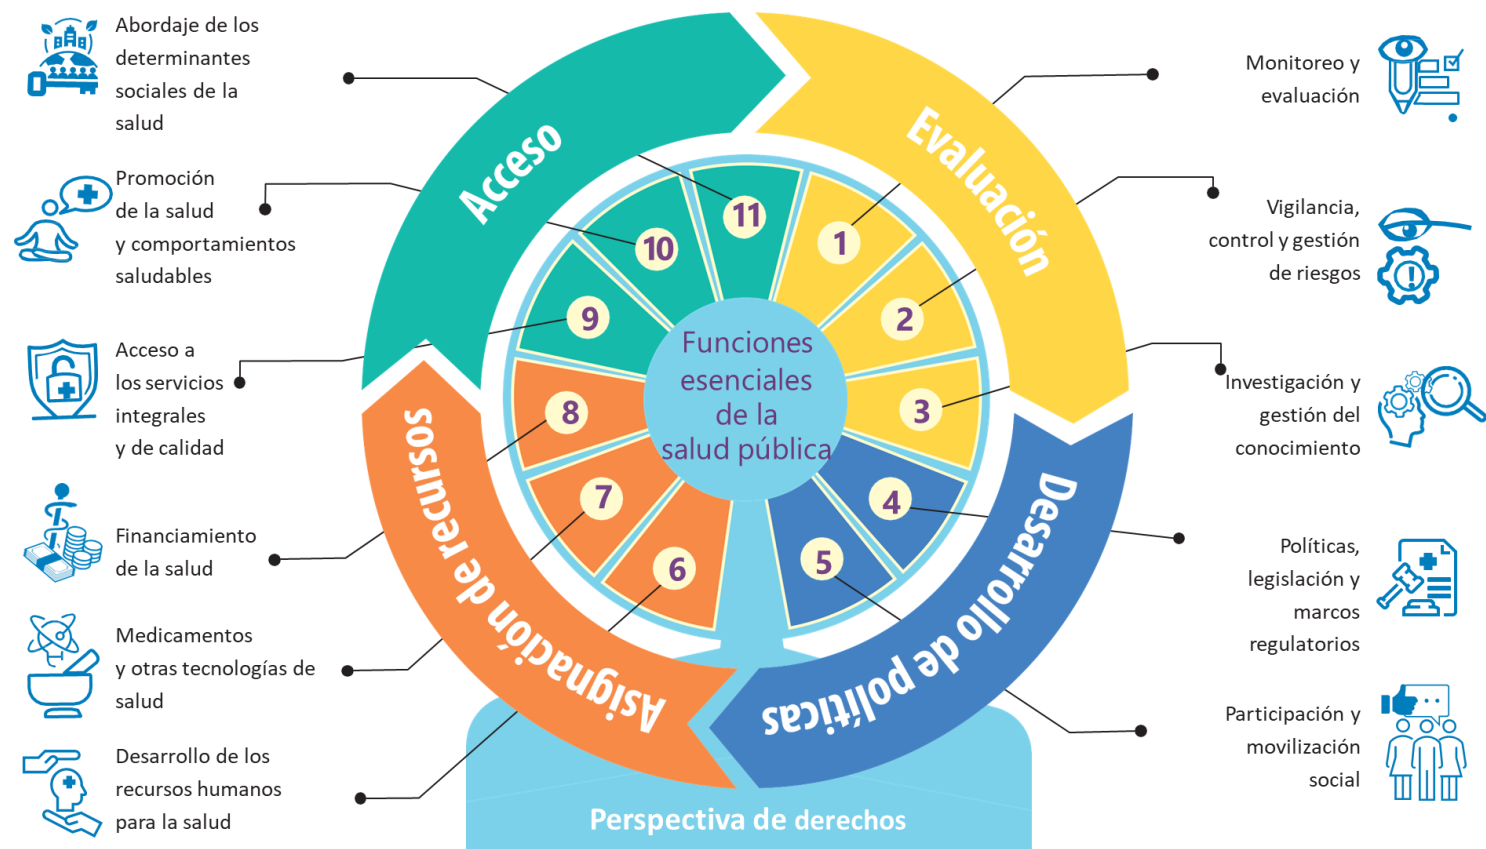 Abordaje de los
determinantes
sociales de la
salud
Promoción
de la salud
y comportamientos
saludables
Acceso a
los servicios
integrales
y de calidad
Financiamiento
de la salud
Medicamentos
y otras tecnologías de
salud
Desarrollo de los
recursos humanos
para la salud
Acceso
Evaluación
Desarrollo de políticas
Asignación de recursos
1
2
3
4
5
6
7
8
9
10
11
Funciones
esenciales
de la
salud pública
Perspectiva de derechos
Monitoreo y
evaluación
Vigilancia,
control y gestión
de riesgos
Investigación y
gestión del
conocimiento
Políticas,
legislación y
marcos
regulatorios
Participación y
movilización
social